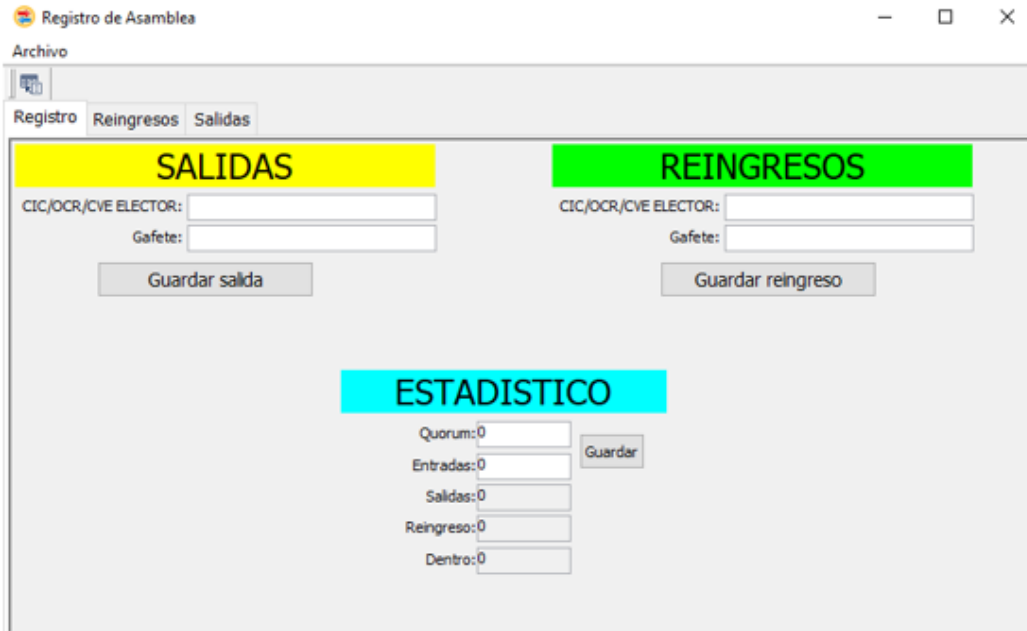 Registro de Asamblea
Archivo
Registro Reingresos Salidas
SALIDAS
CIC/OCR/CVE ELECTOR:
Gafete:
Guardar salida
REINGRESOS
CIC/OCR/CVE ELECTOR:
Gafete:
Guardar reingreso
ESTADISTICO
Quorum: 0
Guardar
Entradas: 0
Salidas: 0
Reingreso: 0
Dentro: 0